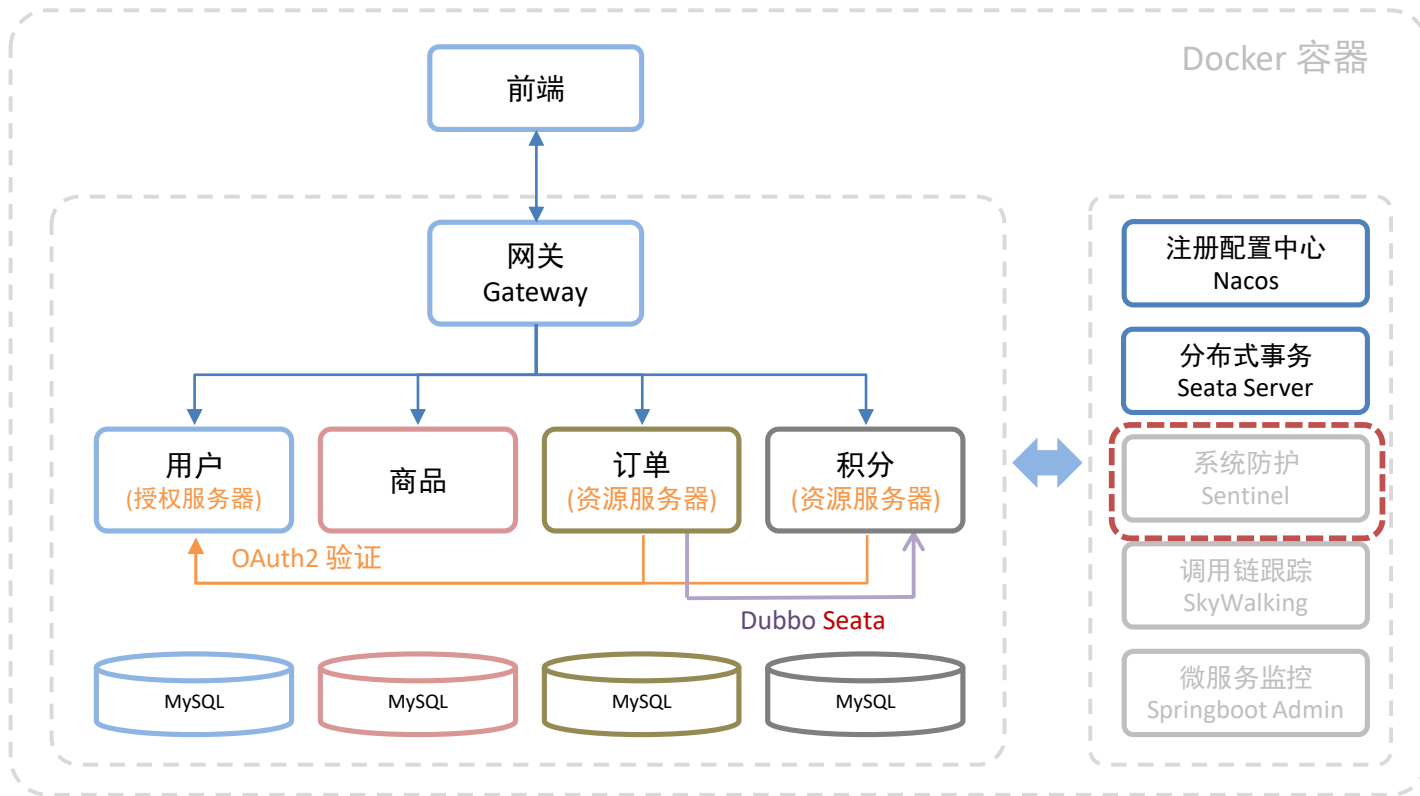 Docker 容器
前端
网关
Gateway
用户
(授权服务器)
商品
订单
(资源服务器)
积分
(资源服务器)
OAuth2 验证
Dubbo Seata
MySQL
MySQL
MySQL
MySQL
注册配置中心
Nacos
分布式事务
Seata Server
系统防护
Sentinel
调用链跟踪
SkyWalking
微服务监控
Springboot Admin